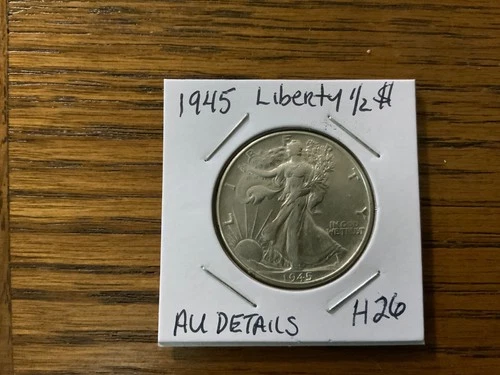 1945 Liberty ½ $
LIBERTY
IN GOD
WE TRUST
1945
AU DETAILS H26